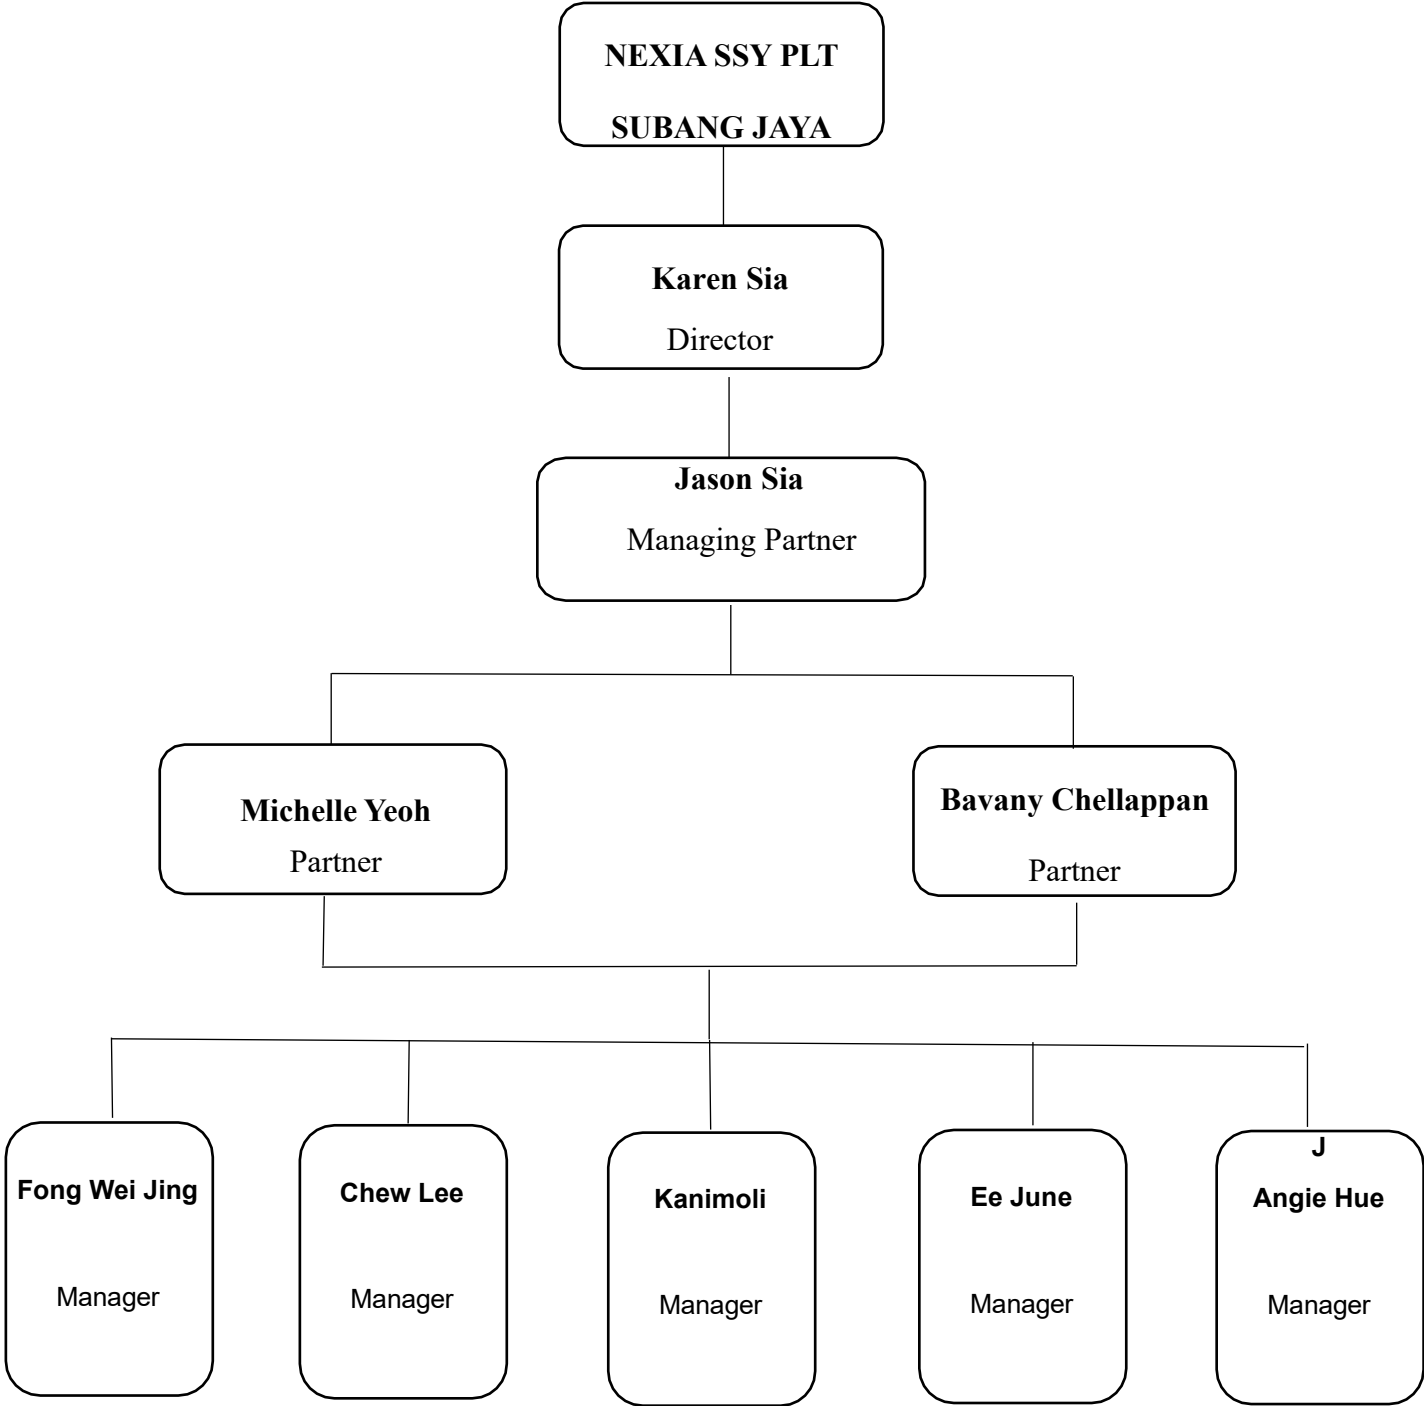 NEXIA SSY PLT
SUBANG JAYA
Karen Sia
Director
Jason Sia
Managing Partner
Michelle Yeoh
Partner
Bavany Chellappan
Partner
Fong Wei Jing
Manager
Chew Lee
Manager
Kanimoli
Manager
Ee June
Manager
J
Angie Hue
Manager